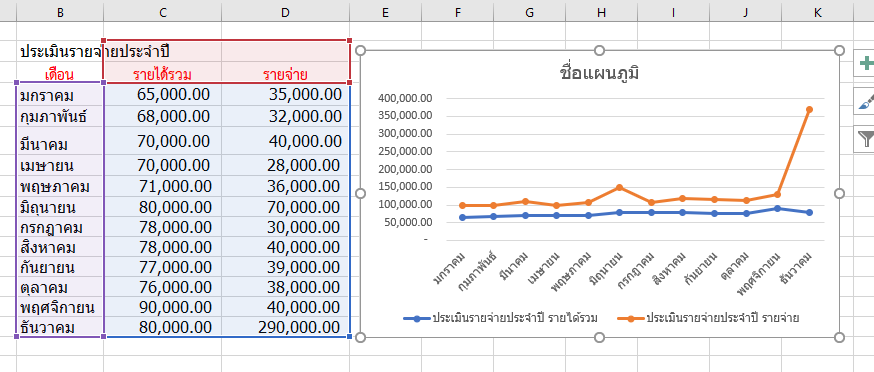 B C D E F G H I J K
ประเมินรายจ่ายประจำปี
เดือน รายได้รวม รายจ่าย
มกราคม 65,000.00 35,000.00
กุมภาพันธ์ 68,000.00 32,000.00
มีนาคม 70,000.00 40,000.00
เมษายน 70,000.00 28,000.00
พฤษภาคม 71,000.00 36,000.00
มิถุนายน 80,000.00 70,000.00
กรกฎาคม 78,000.00 30,000.00
สิงหาคม 78,000.00 40,000.00
กันยายน 77,000.00 39,000.00
ตุลาคม 76,000.00 38,000.00
พฤศจิกายน 90,000.00 40,000.00
ธันวาคม 80,000.00 290,000.00
ชื่อแผนภูมิ
400,000.00
350,000.00
300,000.00
250,000.00
200,000.00
150,000.00
100,000.00
50,000.00
-
มกราคม กุมภาพันธ์ มีนาคม เมษายน พฤษภาคม มิถุนายน กรกฎาคม สิงหาคม กันยายน ตุลาคม พฤศจิกายน ธันวาคม
ประเมินรายจ่ายประจำปี รายได้รวม ประเมินรายจ่ายประจำปี รายจ่าย